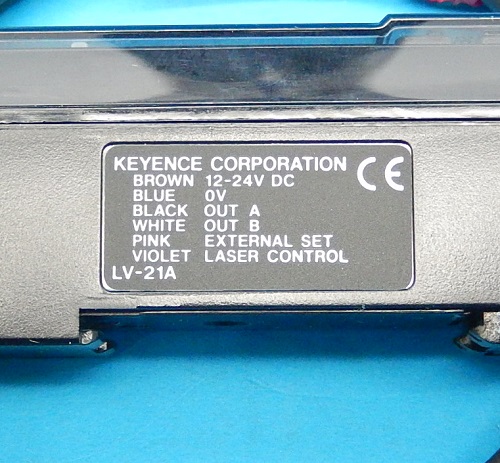 KEYENCE CORPORATION CE
BROWN 12-24V DC
BLUE 0V
BLACK OUT A
WHITE OUT B
PINK EXTERNAL SET
VIOLET LASER CONTROL
LV-21A